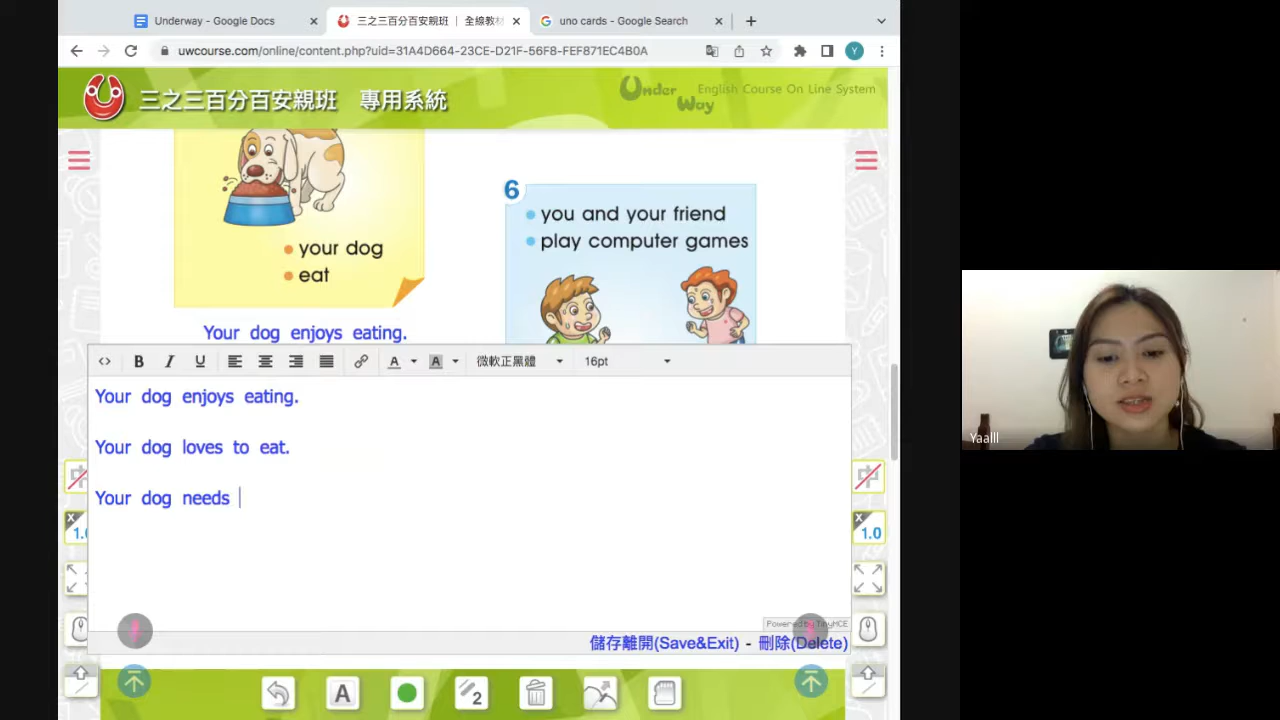 Underway - Google Docs
三之三百分百安親班 | 全線教材
uno cards - Google Search
uwcourse.com/online/content.php?uid=31A4D664-23CE-D21F-56F8-FEF871EC4B0A
Y
三之三百分百安親班 專用系統
Under Way
English Course On Line System
your dog
eat
Your dog enjoys eating.
6
you and your friend
play computer games
B I U A A 微軟正黑體 16pt
Your dog enjoys eating.
Your dog loves to eat.
Your dog needs
X 1.0
X 1.0
Powered by TinyMCE
儲存離開(Save&Exit) - 刪除(Delete)
A
2
Yaalll